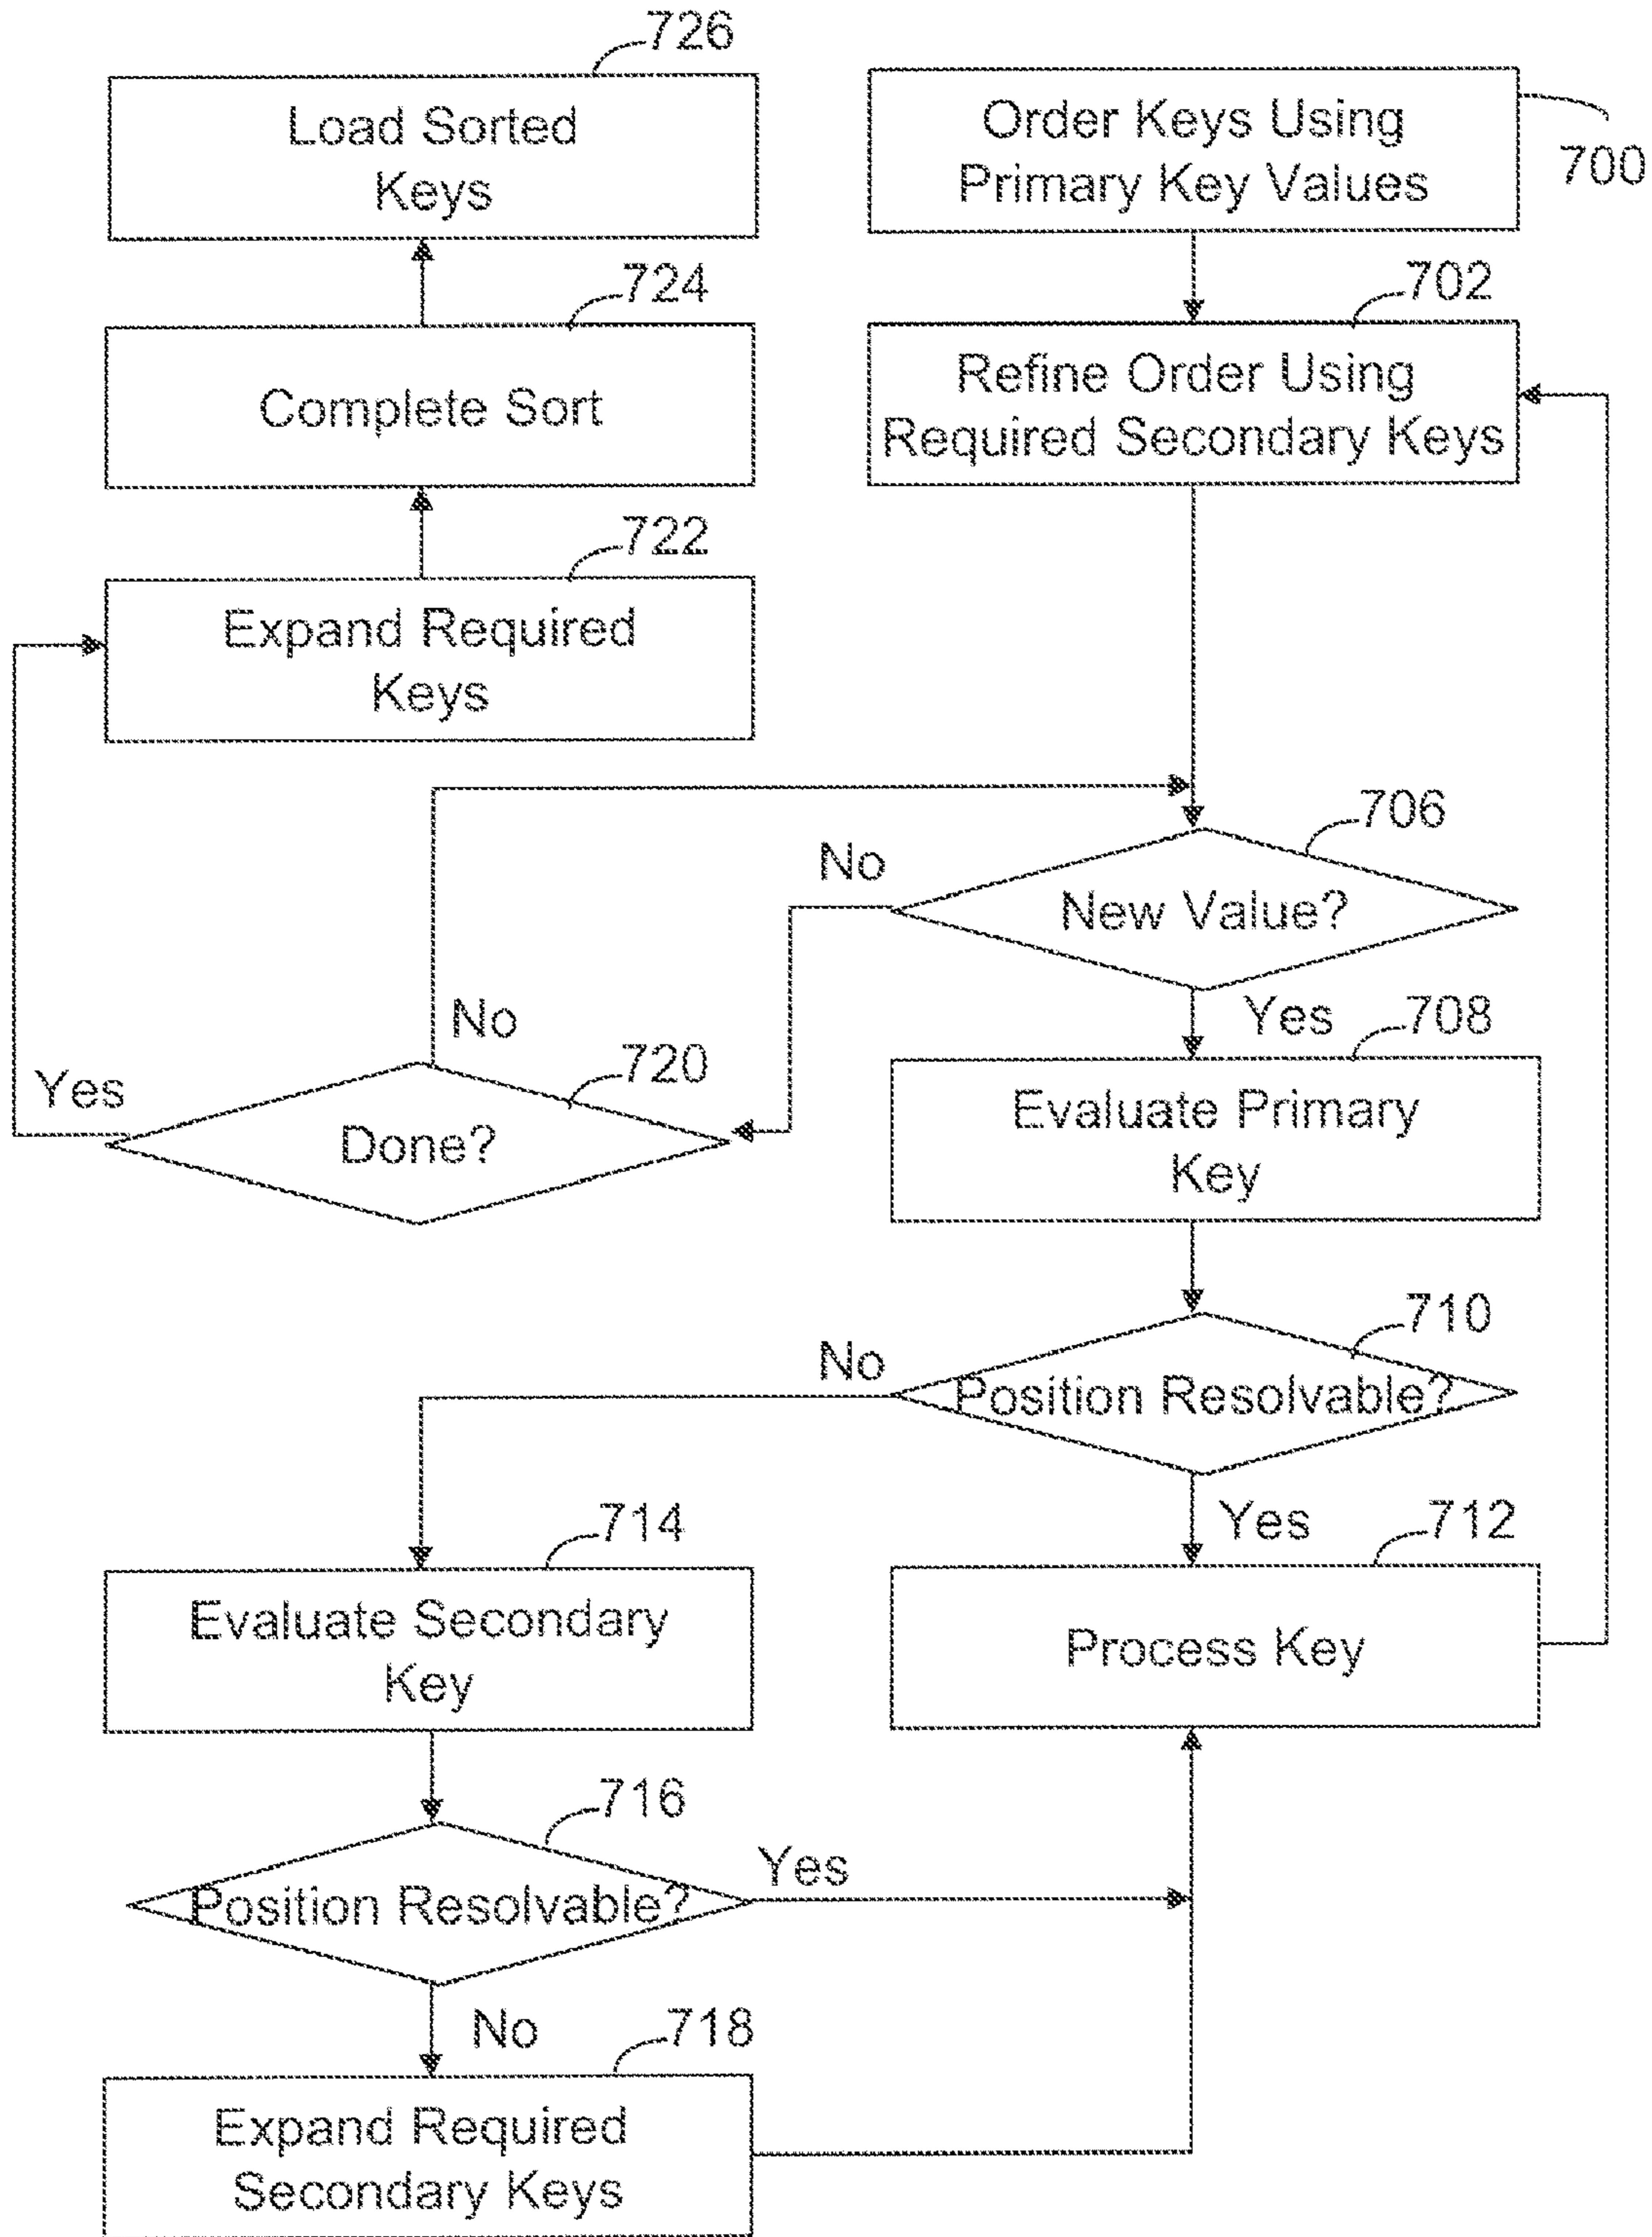 726
Load Sorted
Keys
Order Keys Using
Primary Key Values
700
724
Complete Sort
702
Refine Order Using
Required Secondary Keys
722
Expand Required
Keys
706
No
New Value?
Yes
No
720
Yes
Done?
708
Evaluate Primary
Key
710
No
Position Resolvable?
Yes
714
Evaluate Secondary
Key
712
Process Key
716
Yes
Position Resolvable?
No
718
Expand Required
Secondary Keys